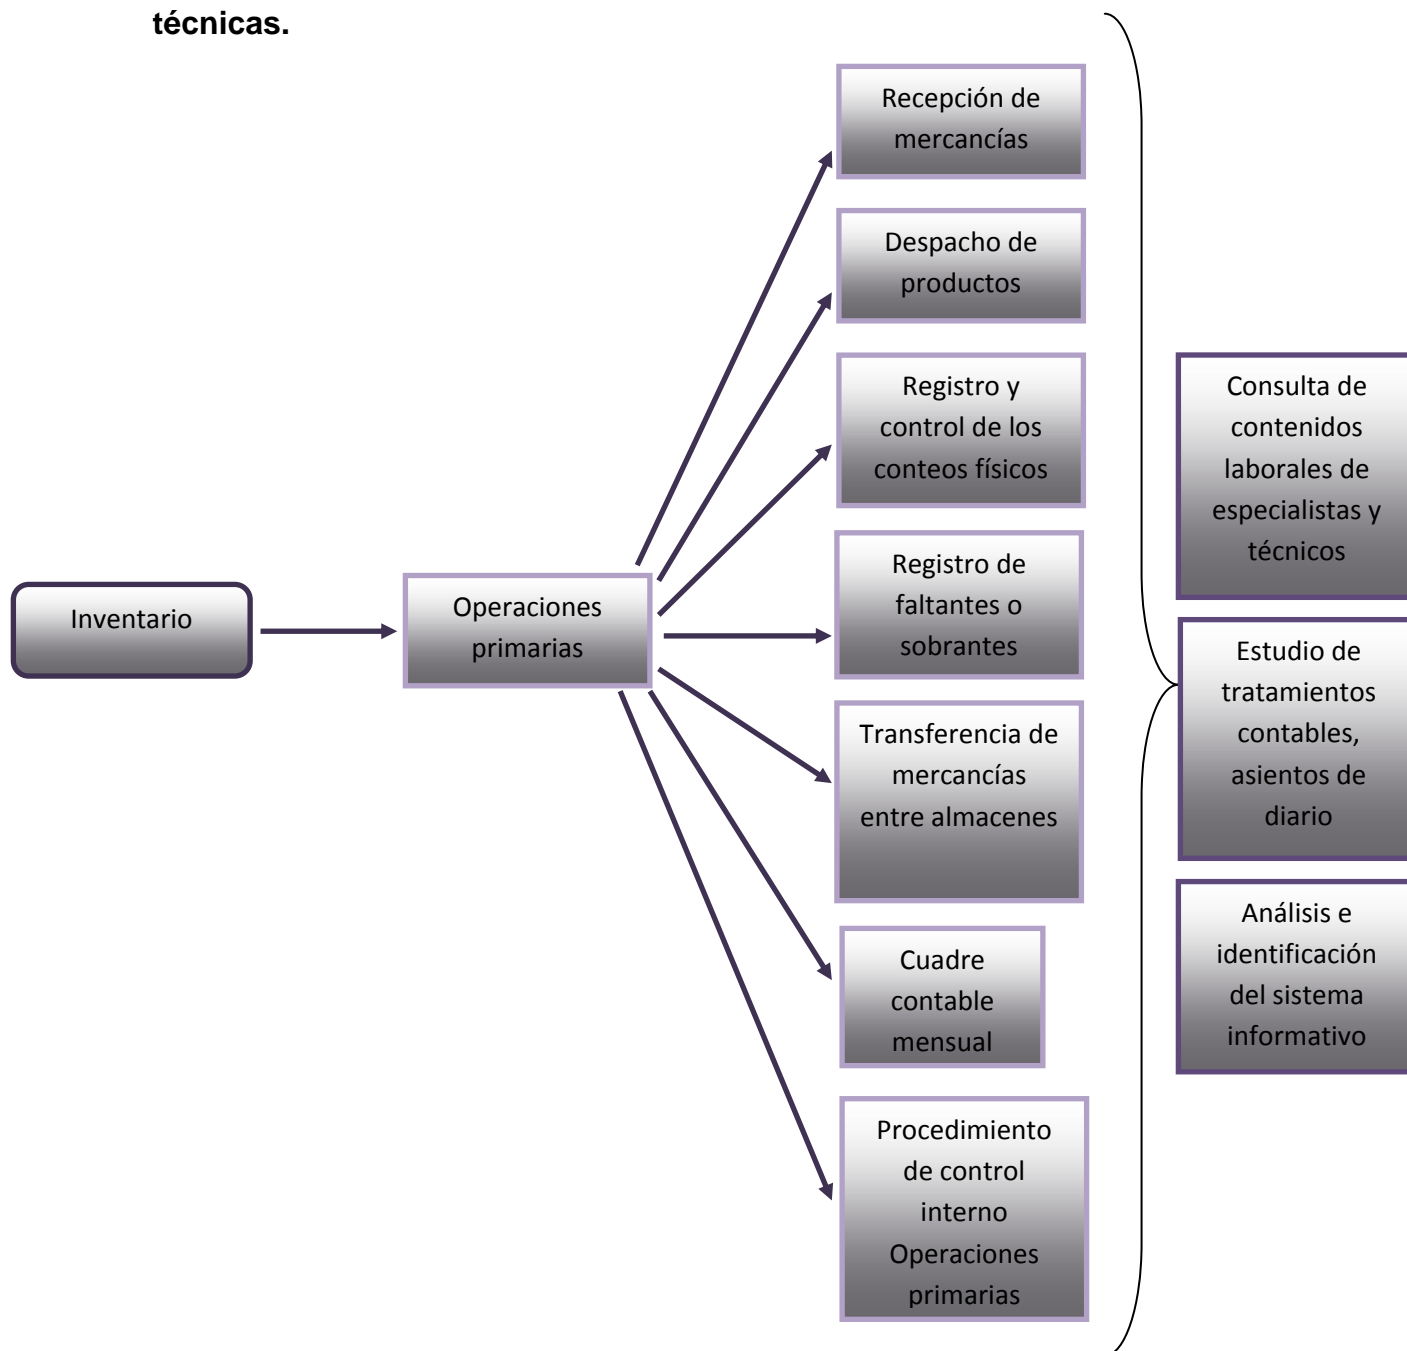 técnicas.
Recepción de
mercancías
Despacho de
productos
Registro y
control de los
conteos físicos
Registro de
faltantes o
sobrantes
Transferencia de
mercancías
entre almacenes
Cuadre
contable
mensual
Procedimiento
de control
interno
Operaciones
primarias
Inventario
Operaciones
primarias
Consulta de
contenidos
laborales de
especialistas y
técnicos
Estudio de
tratamientos
contables,
asientos de
diario
Análisis e
identificación
del sistema
informativo